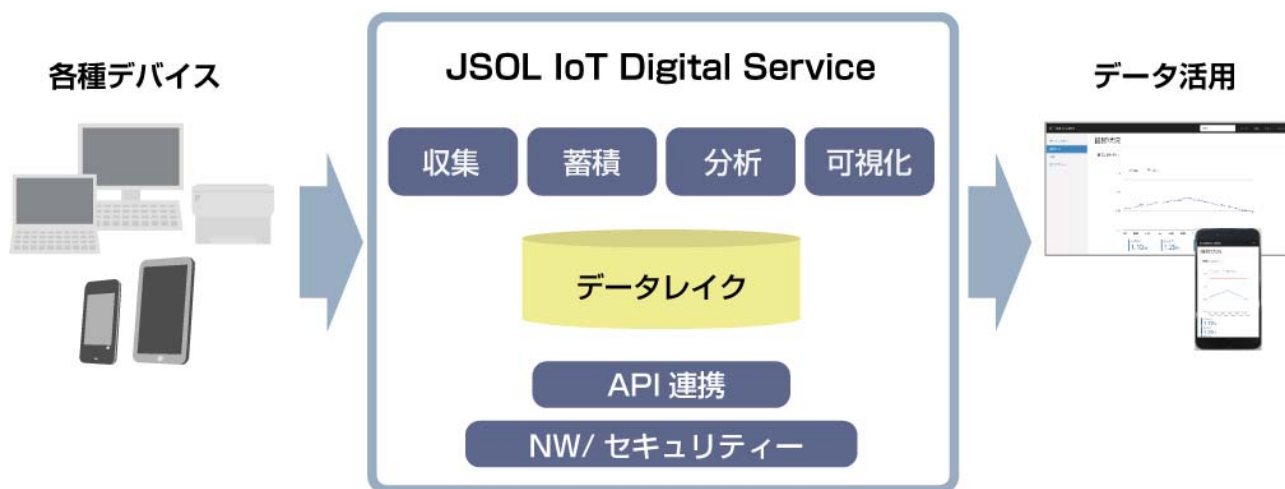 各種デバイス
JSOL IoT Digital Service
収集
蓄積
分析
可視化
データレイク
API 連携
NW/ セキュリティー
データ活用